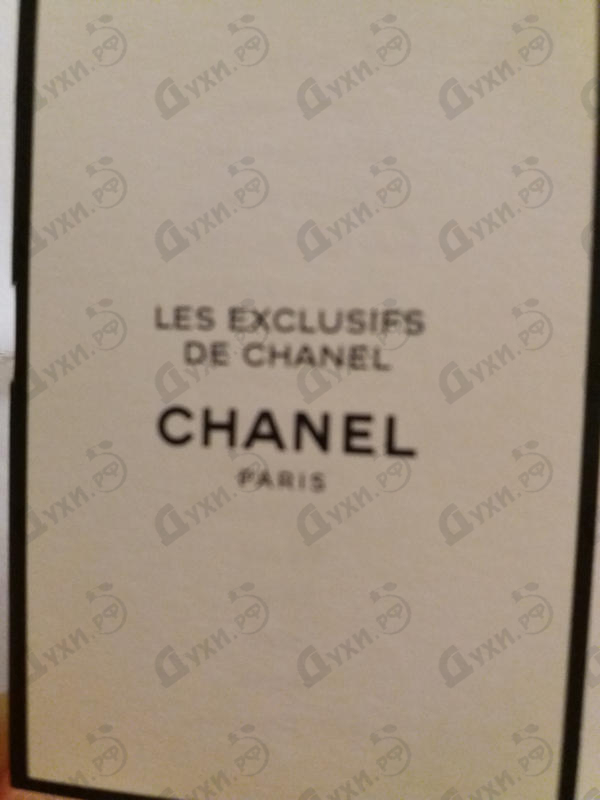 LES EXCLUSIFS
DE CHANEL
CHANEL
PARIS
Духи.рф